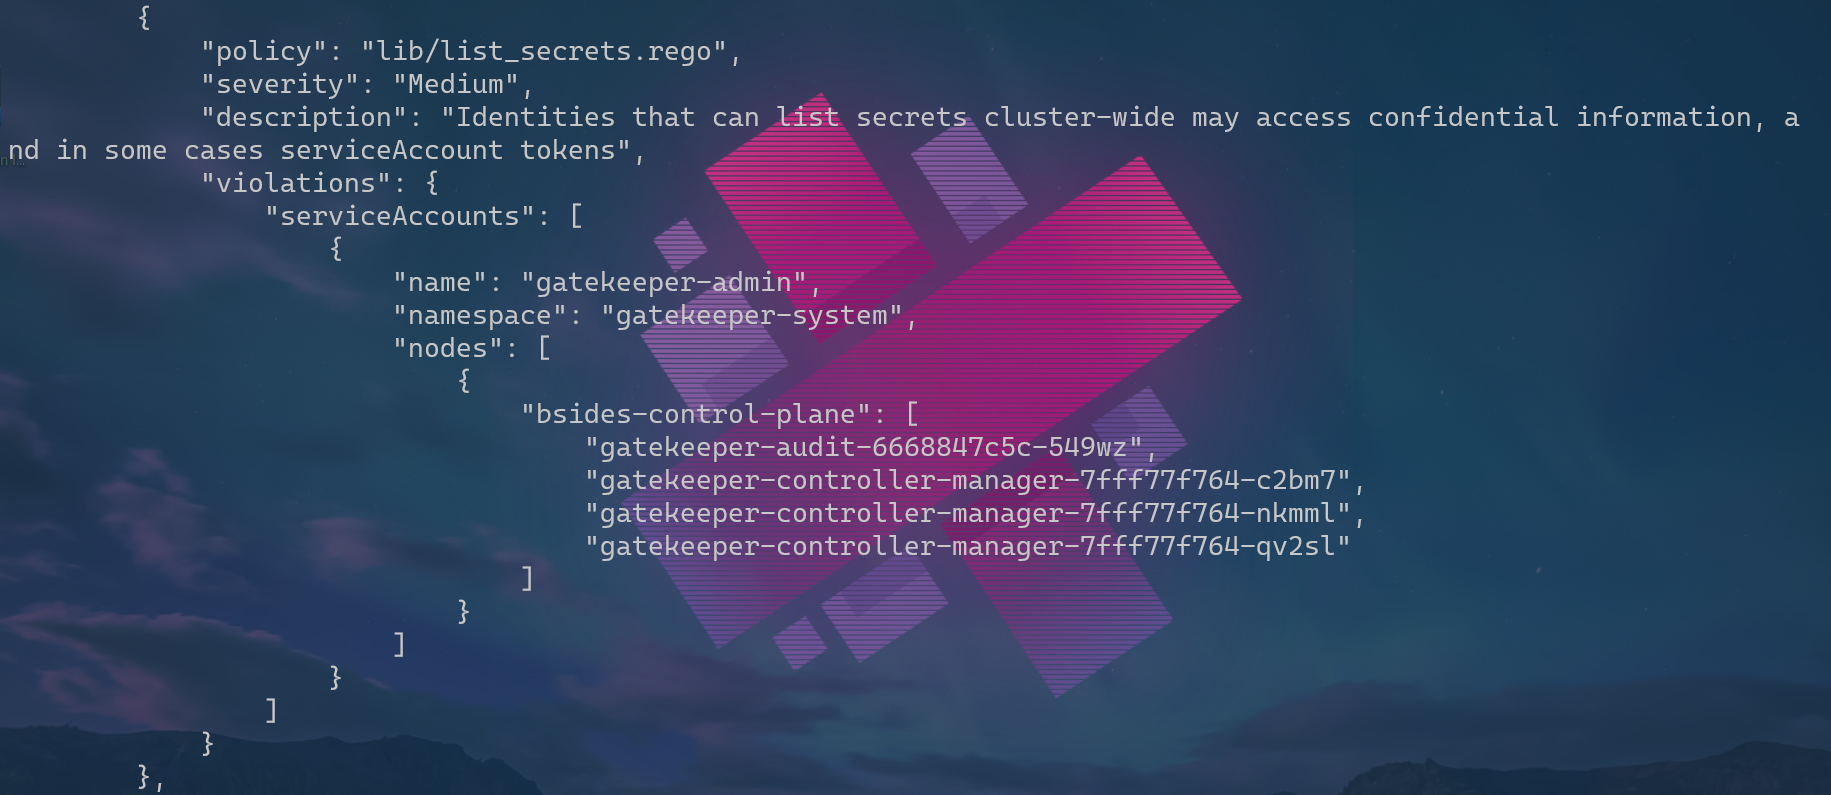 {
"policy": "lib/list_secrets.rego",
"severity": "Medium",
"description": "Identities that can list secrets cluster-wide may access confidential information, a
nd in some cases serviceAccount tokens",
"violations": {
"serviceAccounts": [
{
"name": "gatekeeper-admin",
"namespace": "gatekeeper-system",
"nodes": [
{
"bsides-control-plane": [
"gatekeeper-audit-6668847c5c-549wz",
"gatekeeper-controller-manager-7fff77f764-c2bm7",
"gatekeeper-controller-manager-7fff77f764-nkmml",
"gatekeeper-controller-manager-7fff77f764-qv2sl"
]
}
]
}
]
}
},